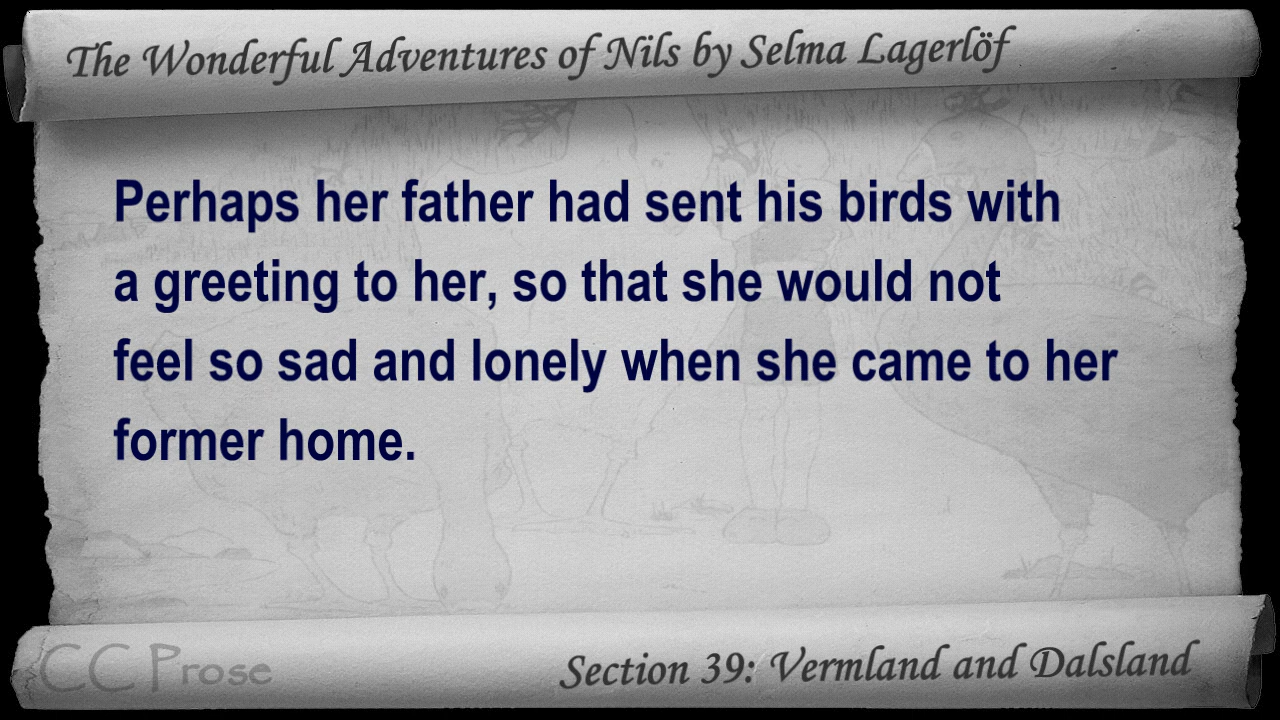 The Wonderful Adventures of Nils by Selma Lagerlöf
Perhaps her father had sent his birds with
a greeting to her, so that she would not
feel so sad and lonely when she came to her
former home.
CC Prose
Section 39: Vermland and Dalsland